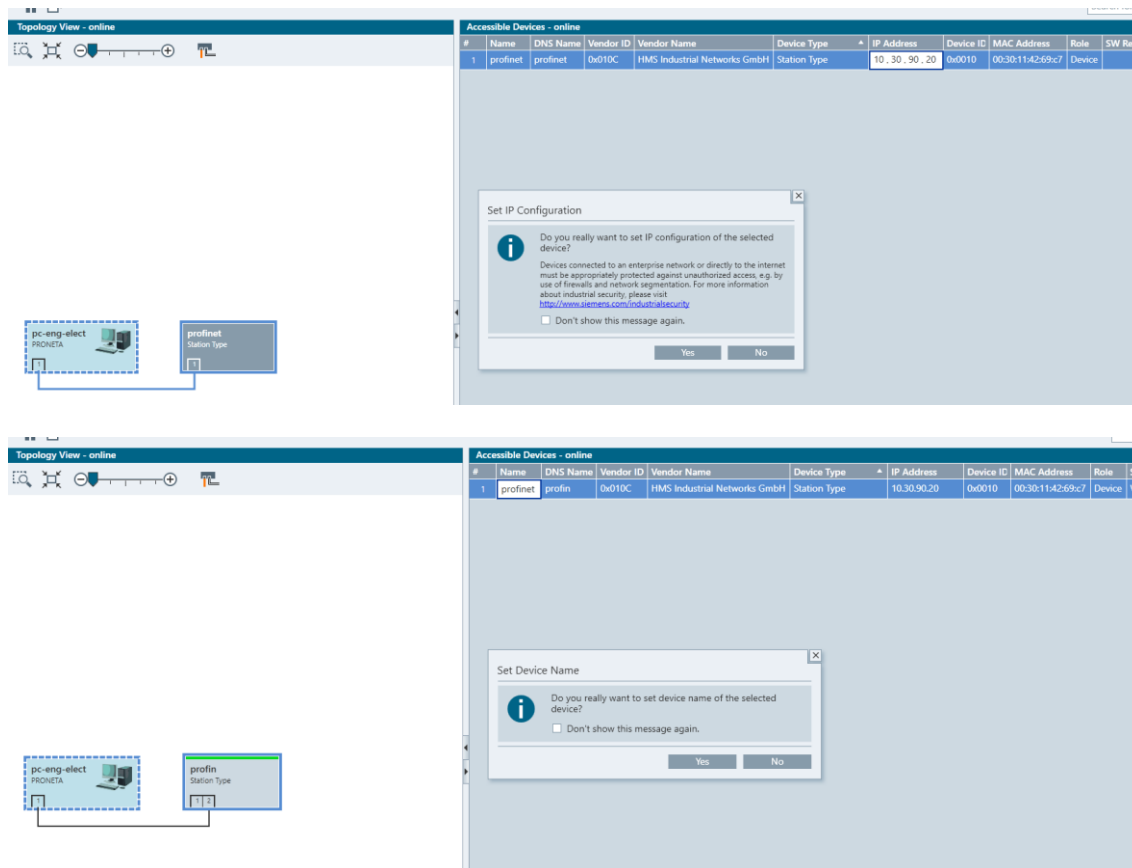 Topology View - online
Accessible Devices - online
# Name DNS Name Vendor ID Vendor Name Device Type IP Address Device ID MAC Address Role
1 profinet profinet 0x010C HMS Industrial Networks GmbH Station Type 10 . 30 . 90 . 20 0x0010 00:30:11:42:69:c7 Device
Set IP Configuration
Do you really want to set IP configuration of the selected
device?
Devices connected to an enterprise network or directly to the internet
must be appropriately protected against unauthorized access, e.g. by
use of firewalls and network segmentation. For more information
about industrial security, please visit
http://www.siemens.com/industrialsecurity
Don't show this message again.
Yes No
pc-eng-elect
PRONETA
1
profinet
Station Type
1
Topology View - online
Accessible Devices - online
# Name DNS Name Vendor ID Vendor Name Device Type IP Address Device ID MAC Address Role
1 profinet profin 0x010C HMS Industrial Networks GmbH Station Type 10.30.90.20 0x0010 00:30:11:42:69:c7 Device
Set Device Name
Do you really want to set device name of the selected
device?
Don't show this message again.
Yes No
pc-eng-elect
PRONETA
1
profin
Station Type
1 2